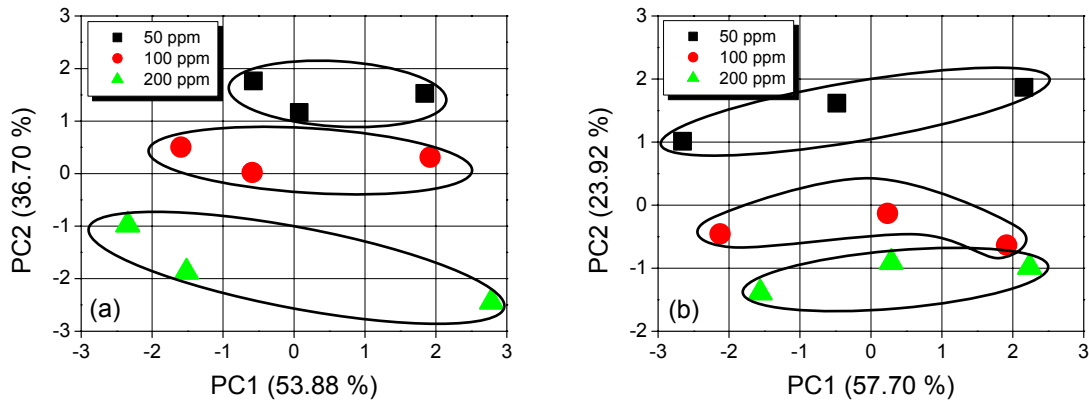 50 ppm
100 ppm
200 ppm
3
2
1
0
-1
-2
-3
PC2 (36.70 %)
(a)
-3 -2 -1 0 1 2 3
PC1 (53.88 %)
50 ppm
100 ppm
200 ppm
3
2
1
0
-1
-2
PC2 (23.92 %)
(b)
-3 -2 -1 0 1 2 3
PC1 (57.70 %)